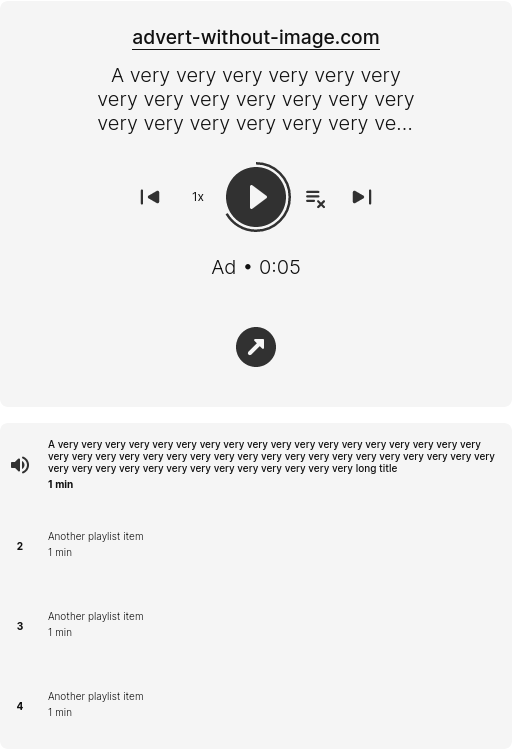 advert-without-image.com
A very very very very very very
very very very very very very very
very very very very very very ve...
1x
Ad • 0:05
A very very very very very very very very very very very very very very very very very very
very very very very very very very very very very very very very very very very very very very
very very very very very very very very very very very very very long title
1 min
Another playlist item
2
1 min
Another playlist item
3
1 min
Another playlist item
4
1 min